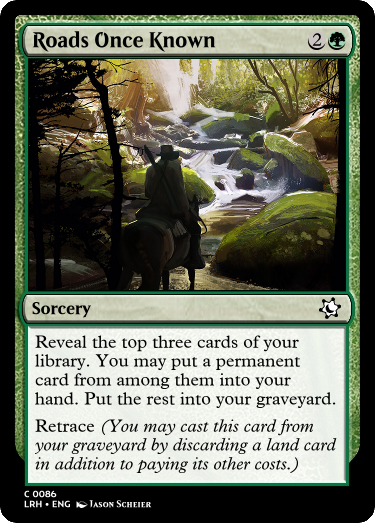 Roads Once Known 2
Sorcery
Reveal the top three cards of your
library. You may put a permanent
card from among them into your
hand. Put the rest into your graveyard.
Retrace (You may cast this card from
your graveyard by discarding a land card
in addition to paying its other costs.)
C 0086
LRH • ENG Jason Scheier